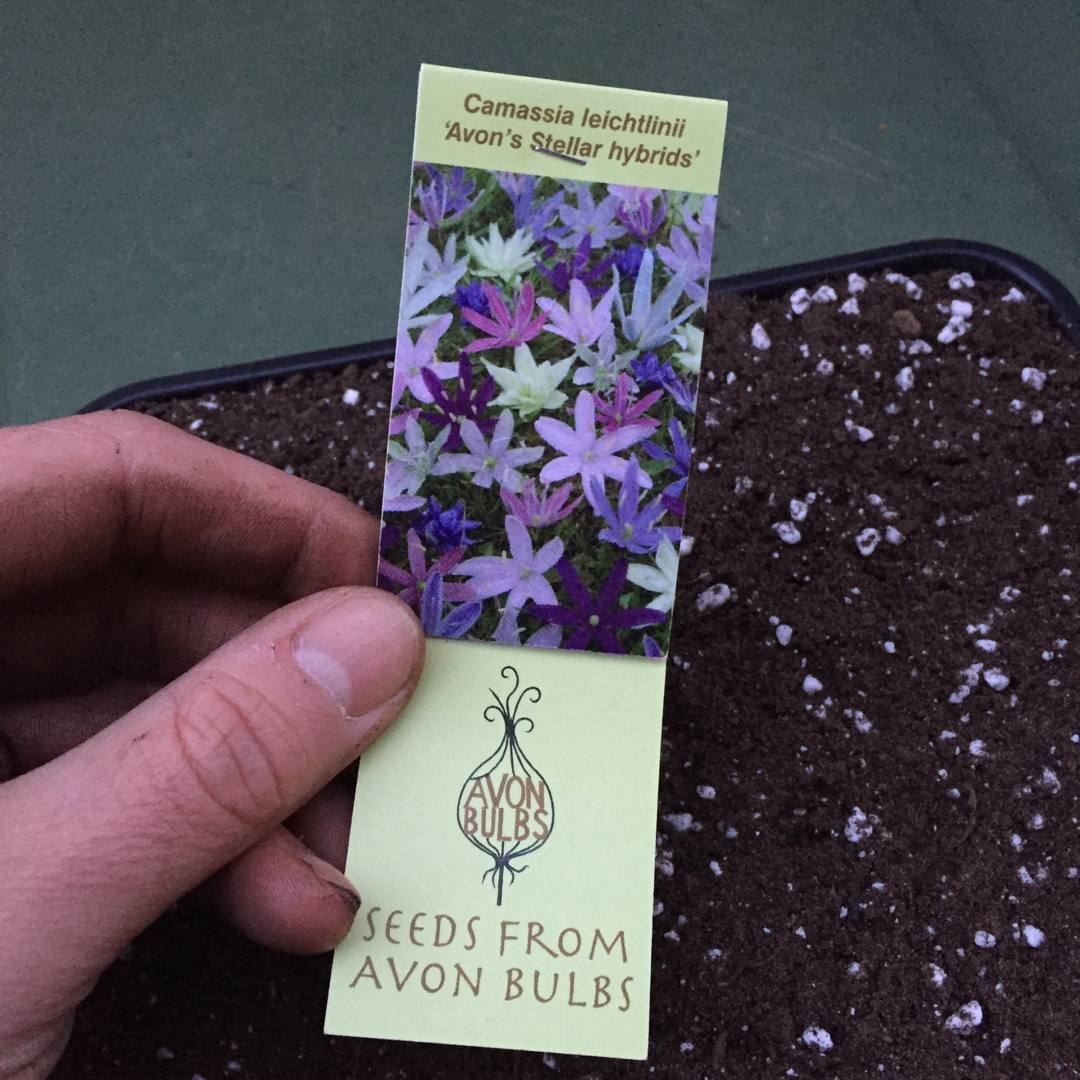 Camassia leichtlinii
‘Avon’s Stellar hybrids’
AVON
BULBS
SEEDS FROM
AVON BULBS